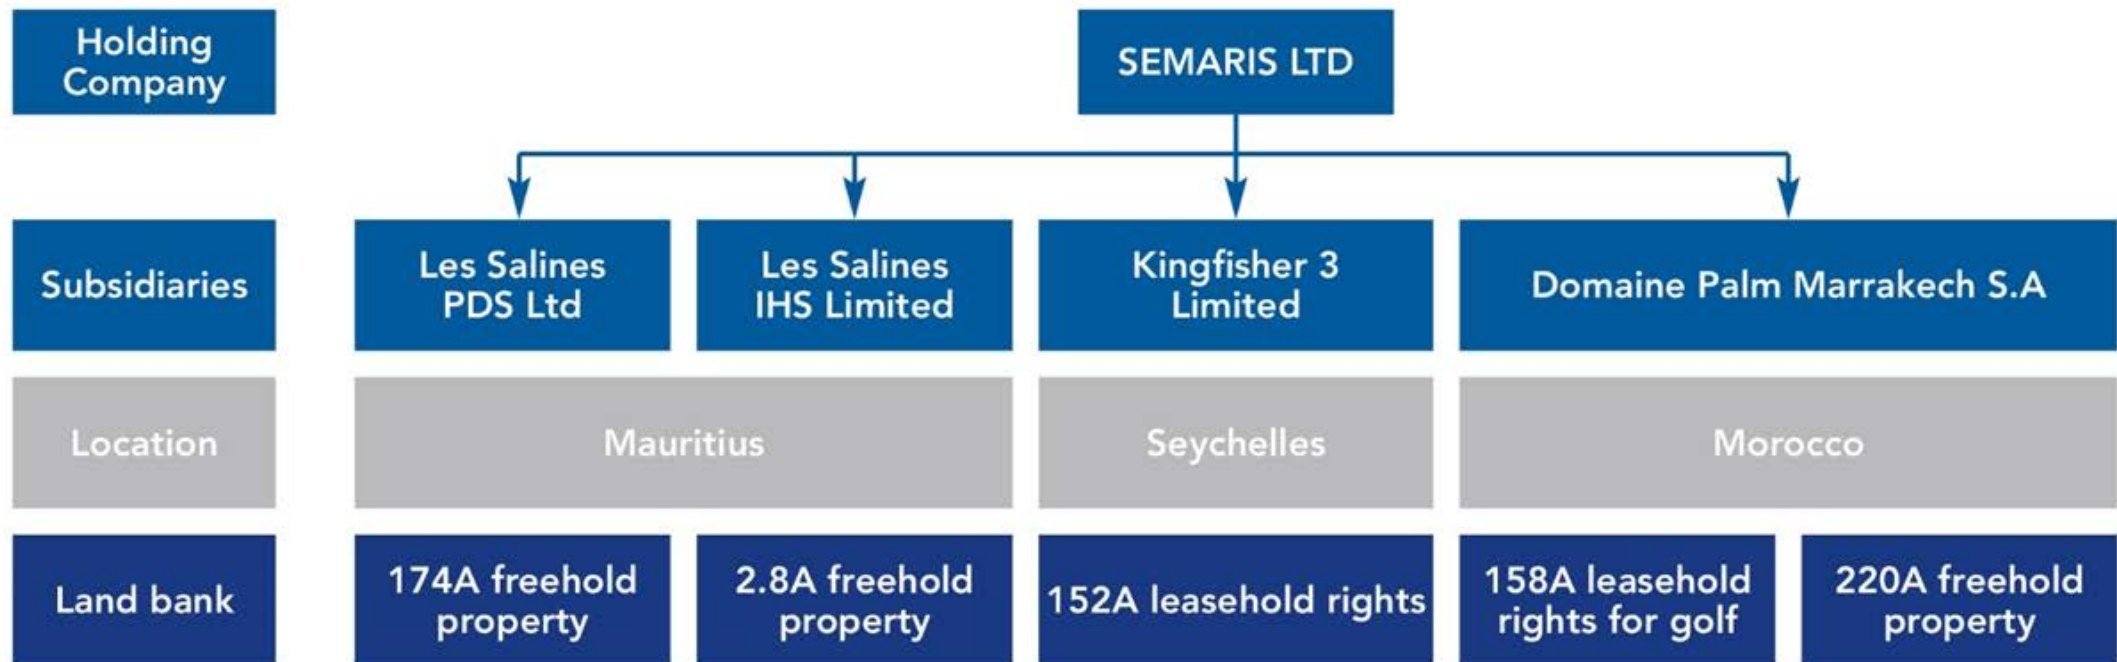 Holding
Company
SEMARIS LTD
Subsidiaries
Les Salines
PDS Ltd
Les Salines
IHS Limited
Kingfisher 3
Limited
Domaine Palm Marrakech S.A
Location
Mauritius
Seychelles
Morocco
Land bank
174A freehold
property
2.8A freehold
property
152A leasehold rights
158A leasehold
rights for golf
220A freehold
property